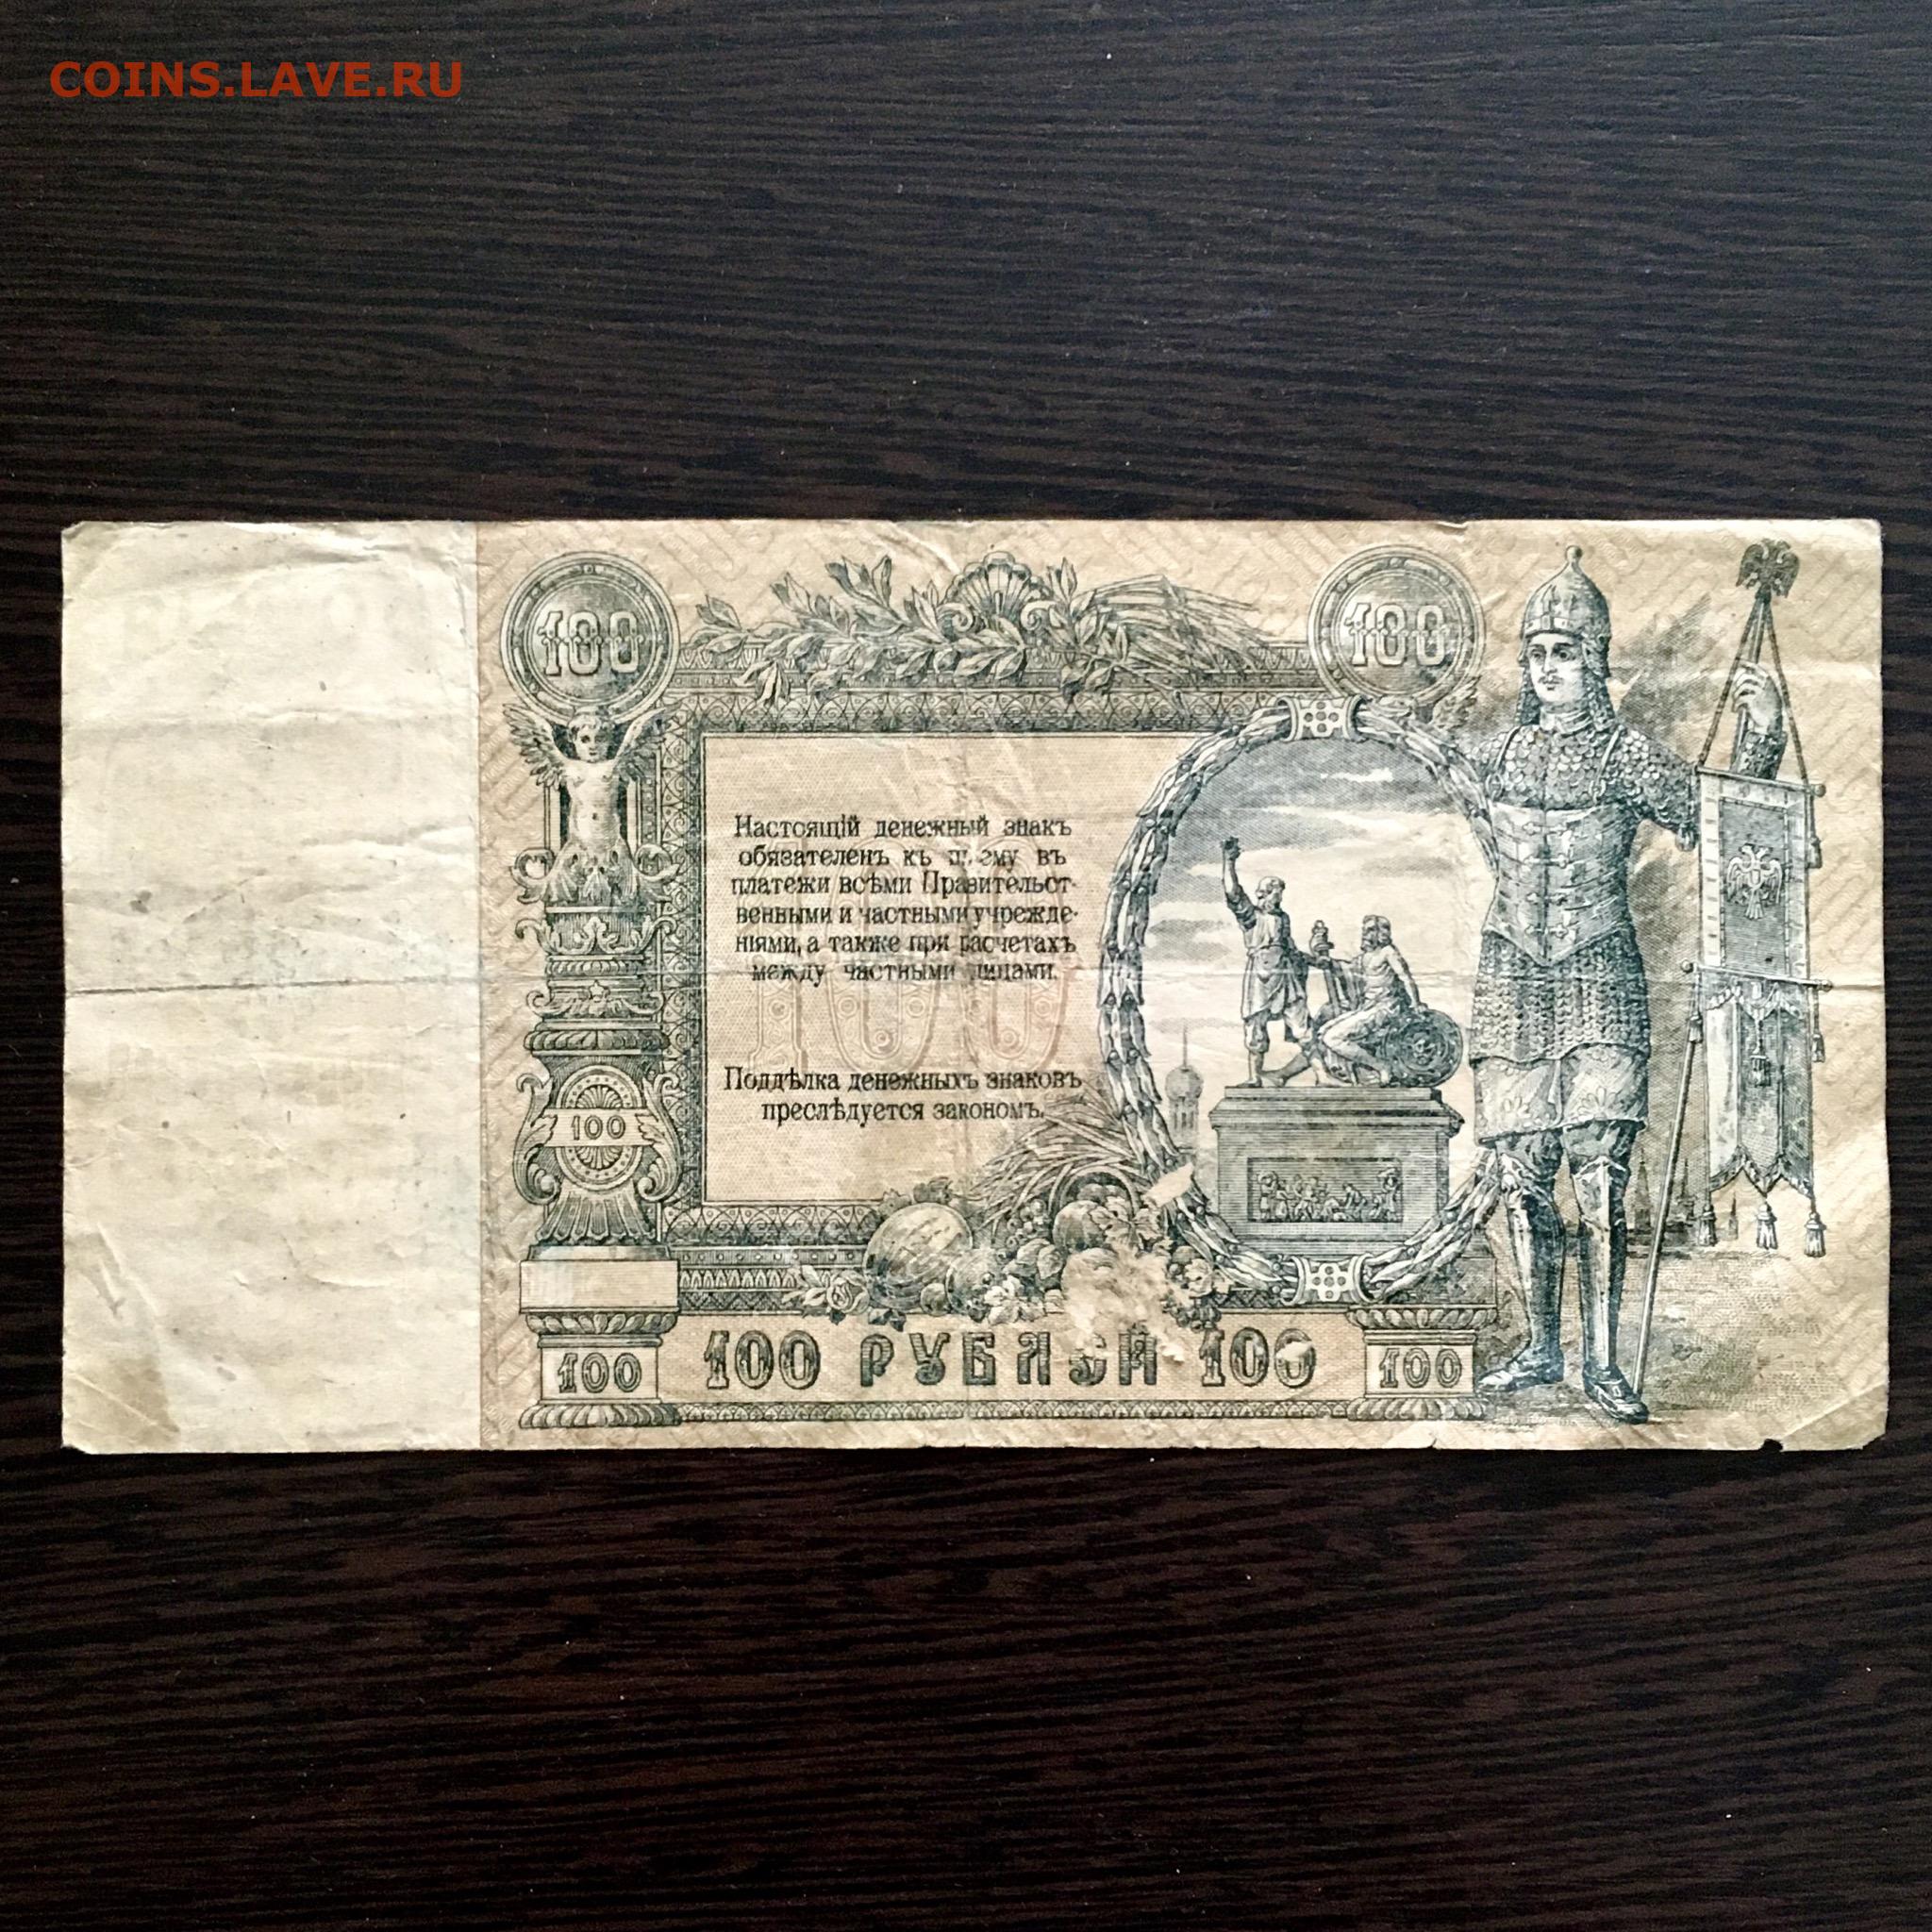 COINS.LAVE.RU
100 100
Настоящій денежный знакъ
обязателенъ къ пріему въ
платежи всѣми Правительст-
венными и частными учрежде-
ніями, а также при расчетахъ
между частными лицами.
100
Поддѣлка денежныхъ знаковъ
преслѣдуется закономъ.
100
100 100 РУБЛЕЙ 100 100